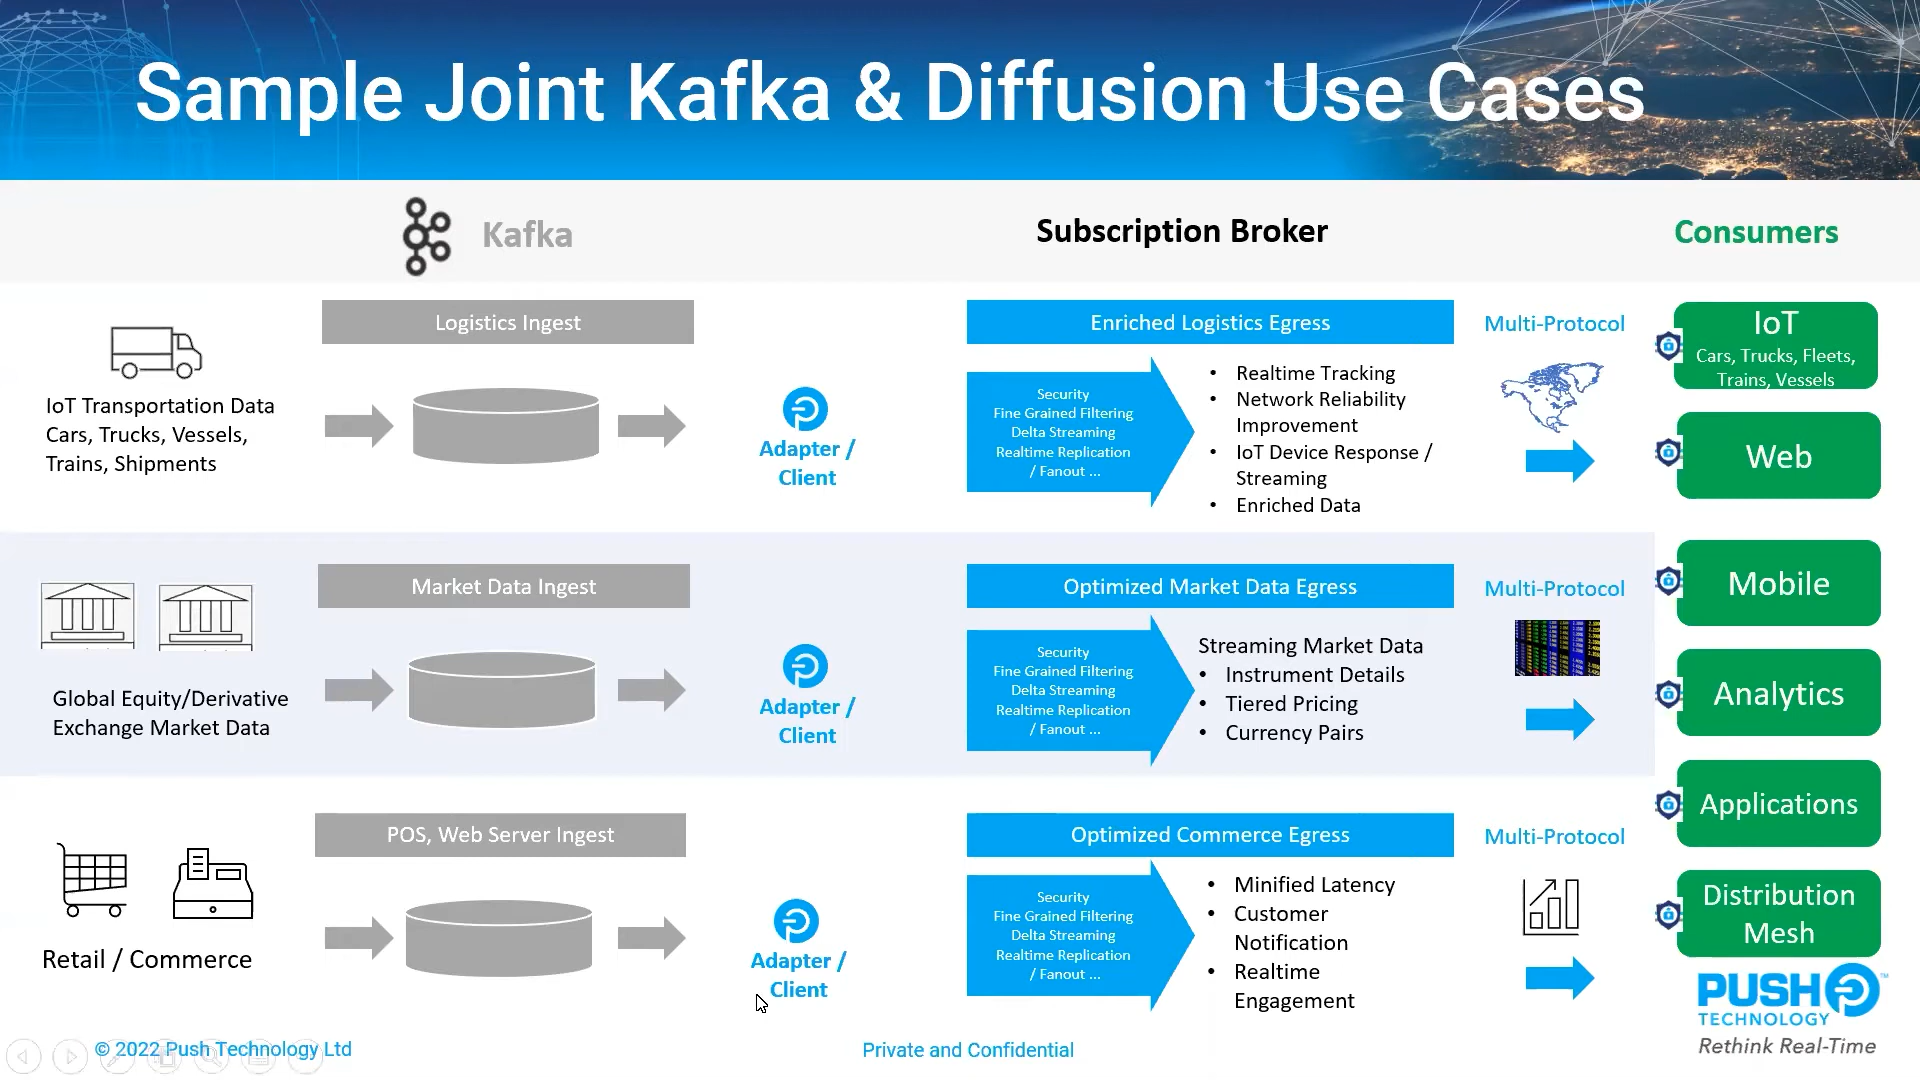 Sample Joint Kafka & Diffusion Use Cases
Kafka
Subscription Broker
Consumers
Logistics Ingest
IoT Transportation Data
Cars, Trucks, Vessels,
Trains, Shipments
Adapter /
Client
Enriched Logistics Egress
Security
Fine Grained Filtering
Delta Streaming
Realtime Replication
/ Fanout ...
• Realtime Tracking
• Network Reliability
Improvement
• IoT Device Response /
Streaming
• Enriched Data
Multi-Protocol
Market Data Ingest
Global Equity/Derivative
Exchange Market Data
Adapter /
Client
Optimized Market Data Egress
Security
Fine Grained Filtering
Delta Streaming
Realtime Replication
/ Fanout ...
Streaming Market Data
• Instrument Details
• Tiered Pricing
• Currency Pairs
Multi-Protocol
POS, Web Server Ingest
Retail / Commerce
Adapter /
Client
Optimized Commerce Egress
Security
Fine Grained Filtering
Delta Streaming
Realtime Replication
/ Fanout ...
• Minified Latency
• Customer
Notification
• Realtime
Engagement
Multi-Protocol
IoT
Cars, Trucks, Fleets,
Trains, Vessels
Web
Mobile
Analytics
Applications
Distribution
Mesh
PUSH
TECHNOLOGY
Rethink Real-Time
© 2022 Push Technology Ltd
Private and Confidential